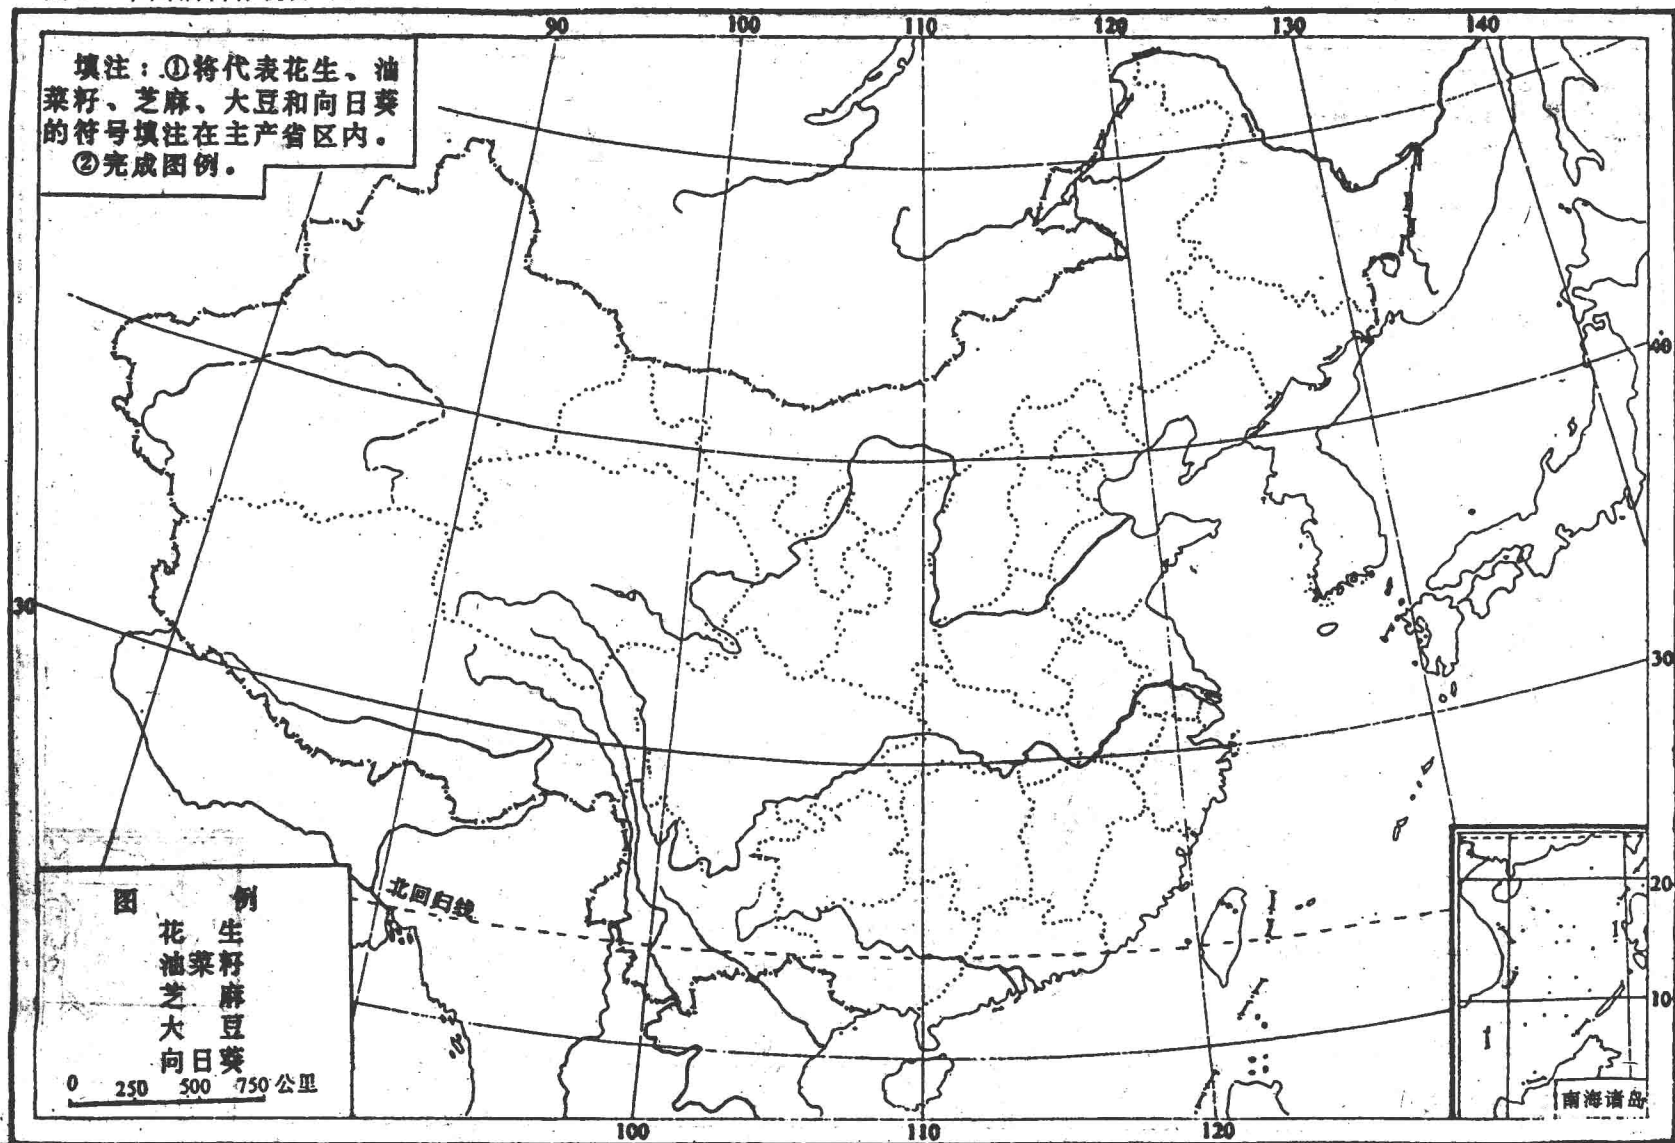 90 100 110 120 130 140
填注：①将代表花生、油
菜籽、芝麻、大豆和向日葵
的符号填注在主产省区内。
②完成图例。
40
30
30
北回归线
图 例
花 生
油菜籽
芝 麻
大 豆
向日葵
0 250 500 750 公里
20
10
南海诸岛
100 110 120